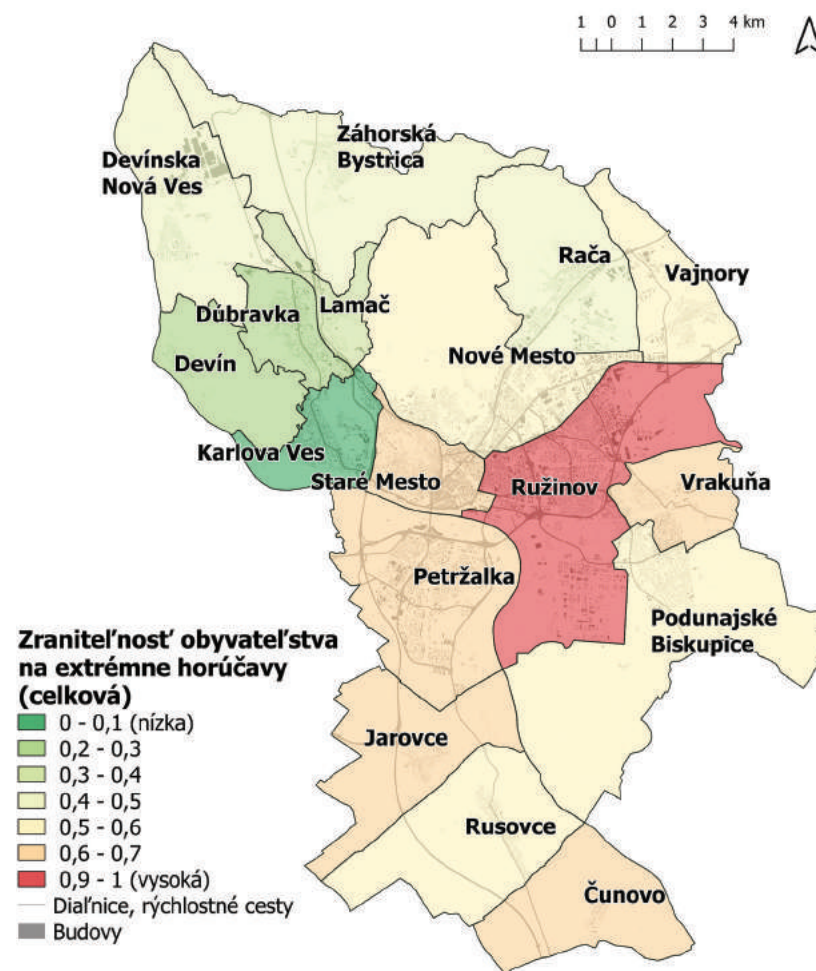 1 0 1 2 3 4 km
Záhorská
Bystrica
Devínska
Nová Ves
Rača
Vajnory
Lamač
Dúbravka
Nové Mesto
Devín
Karlova Ves
Staré Mesto
Ružinov
Vrakuňa
Petržalka
Podunajské
Biskupice
Zraniteľnosť obyvateľstva
na extrémne horúčavy
(celková)
0 - 0,1 (nízka)
0,2 - 0,3
0,3 - 0,4
0,4 - 0,5
0,5 - 0,6
0,6 - 0,7
0,9 - 1 (vysoká)
Diaľnice, rýchlostné cesty
Budovy
Jarovce
Rusovce
Čunovo